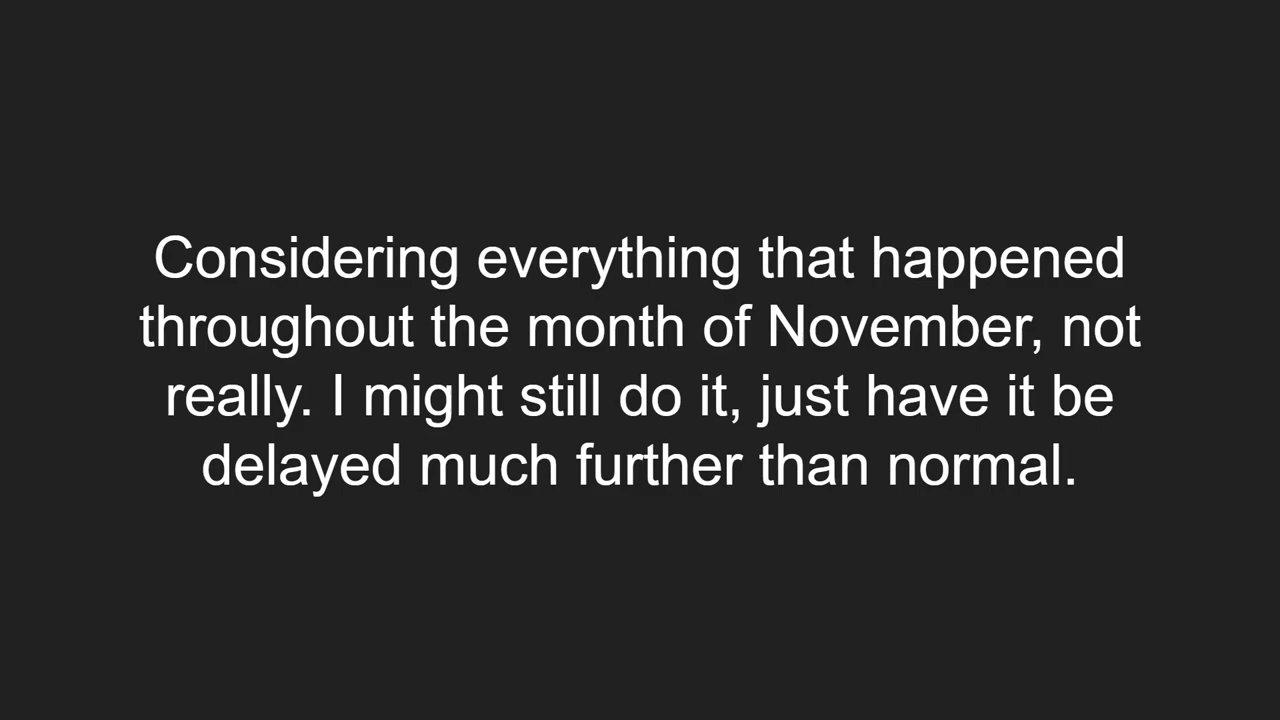 Considering everything that happened
throughout the month of November, not
really. I might still do it, just have it be
delayed much further than normal.